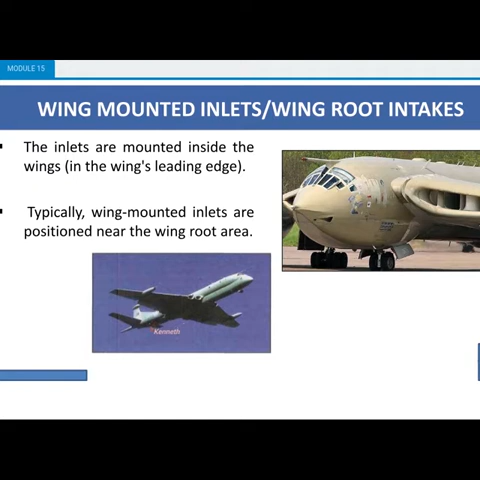 MODULE 15
WING MOUNTED INLETS/WING ROOT INTAKES
The inlets are mounted inside the
wings (in the wing's leading edge).
Typically, wing-mounted inlets are
positioned near the wing root area.
Kenneth